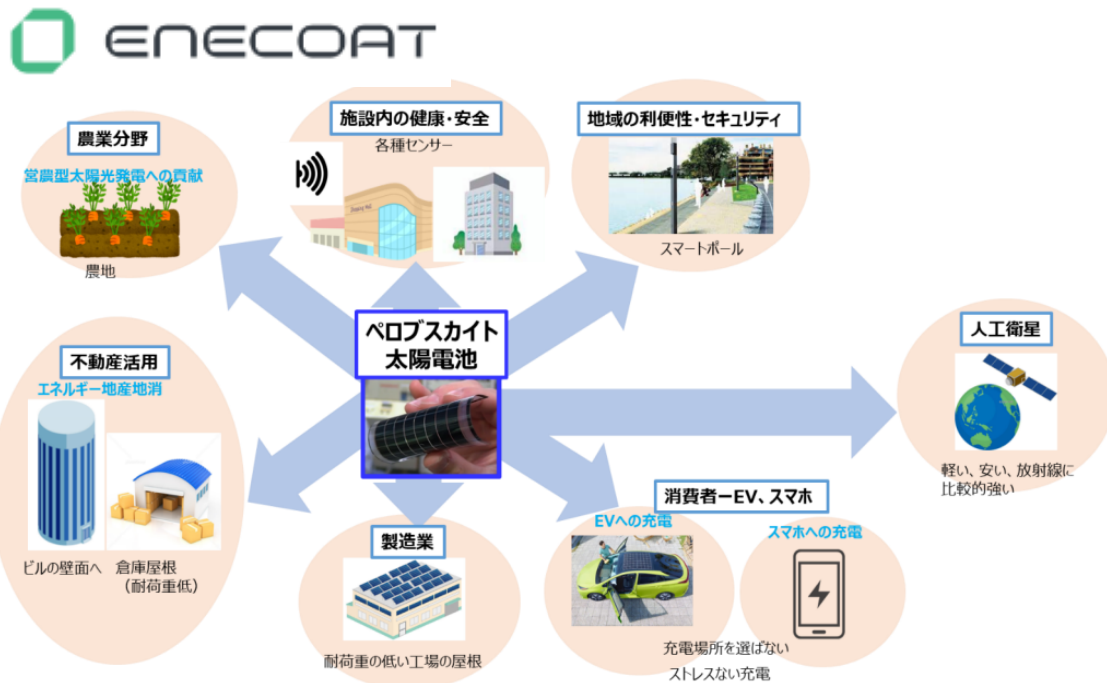 ENECOAT
農業分野
営農型太陽光発電への貢献
農地
施設内の健康・安全
各種センサー
地域の利便性・セキュリティ
スマートポール
ペロブスカイト
太陽電池
人工衛星
軽い、安い、放射線に
比較的強い
不動産活用
エネルギー地産地消
ビルの壁面へ
倉庫屋根
（耐荷重低）
製造業
耐荷重の低い工場の屋根
消費者ーEV、スマホ
EVへの充電
スマホへの充電
充電場所を選ばない
ストレスない充電